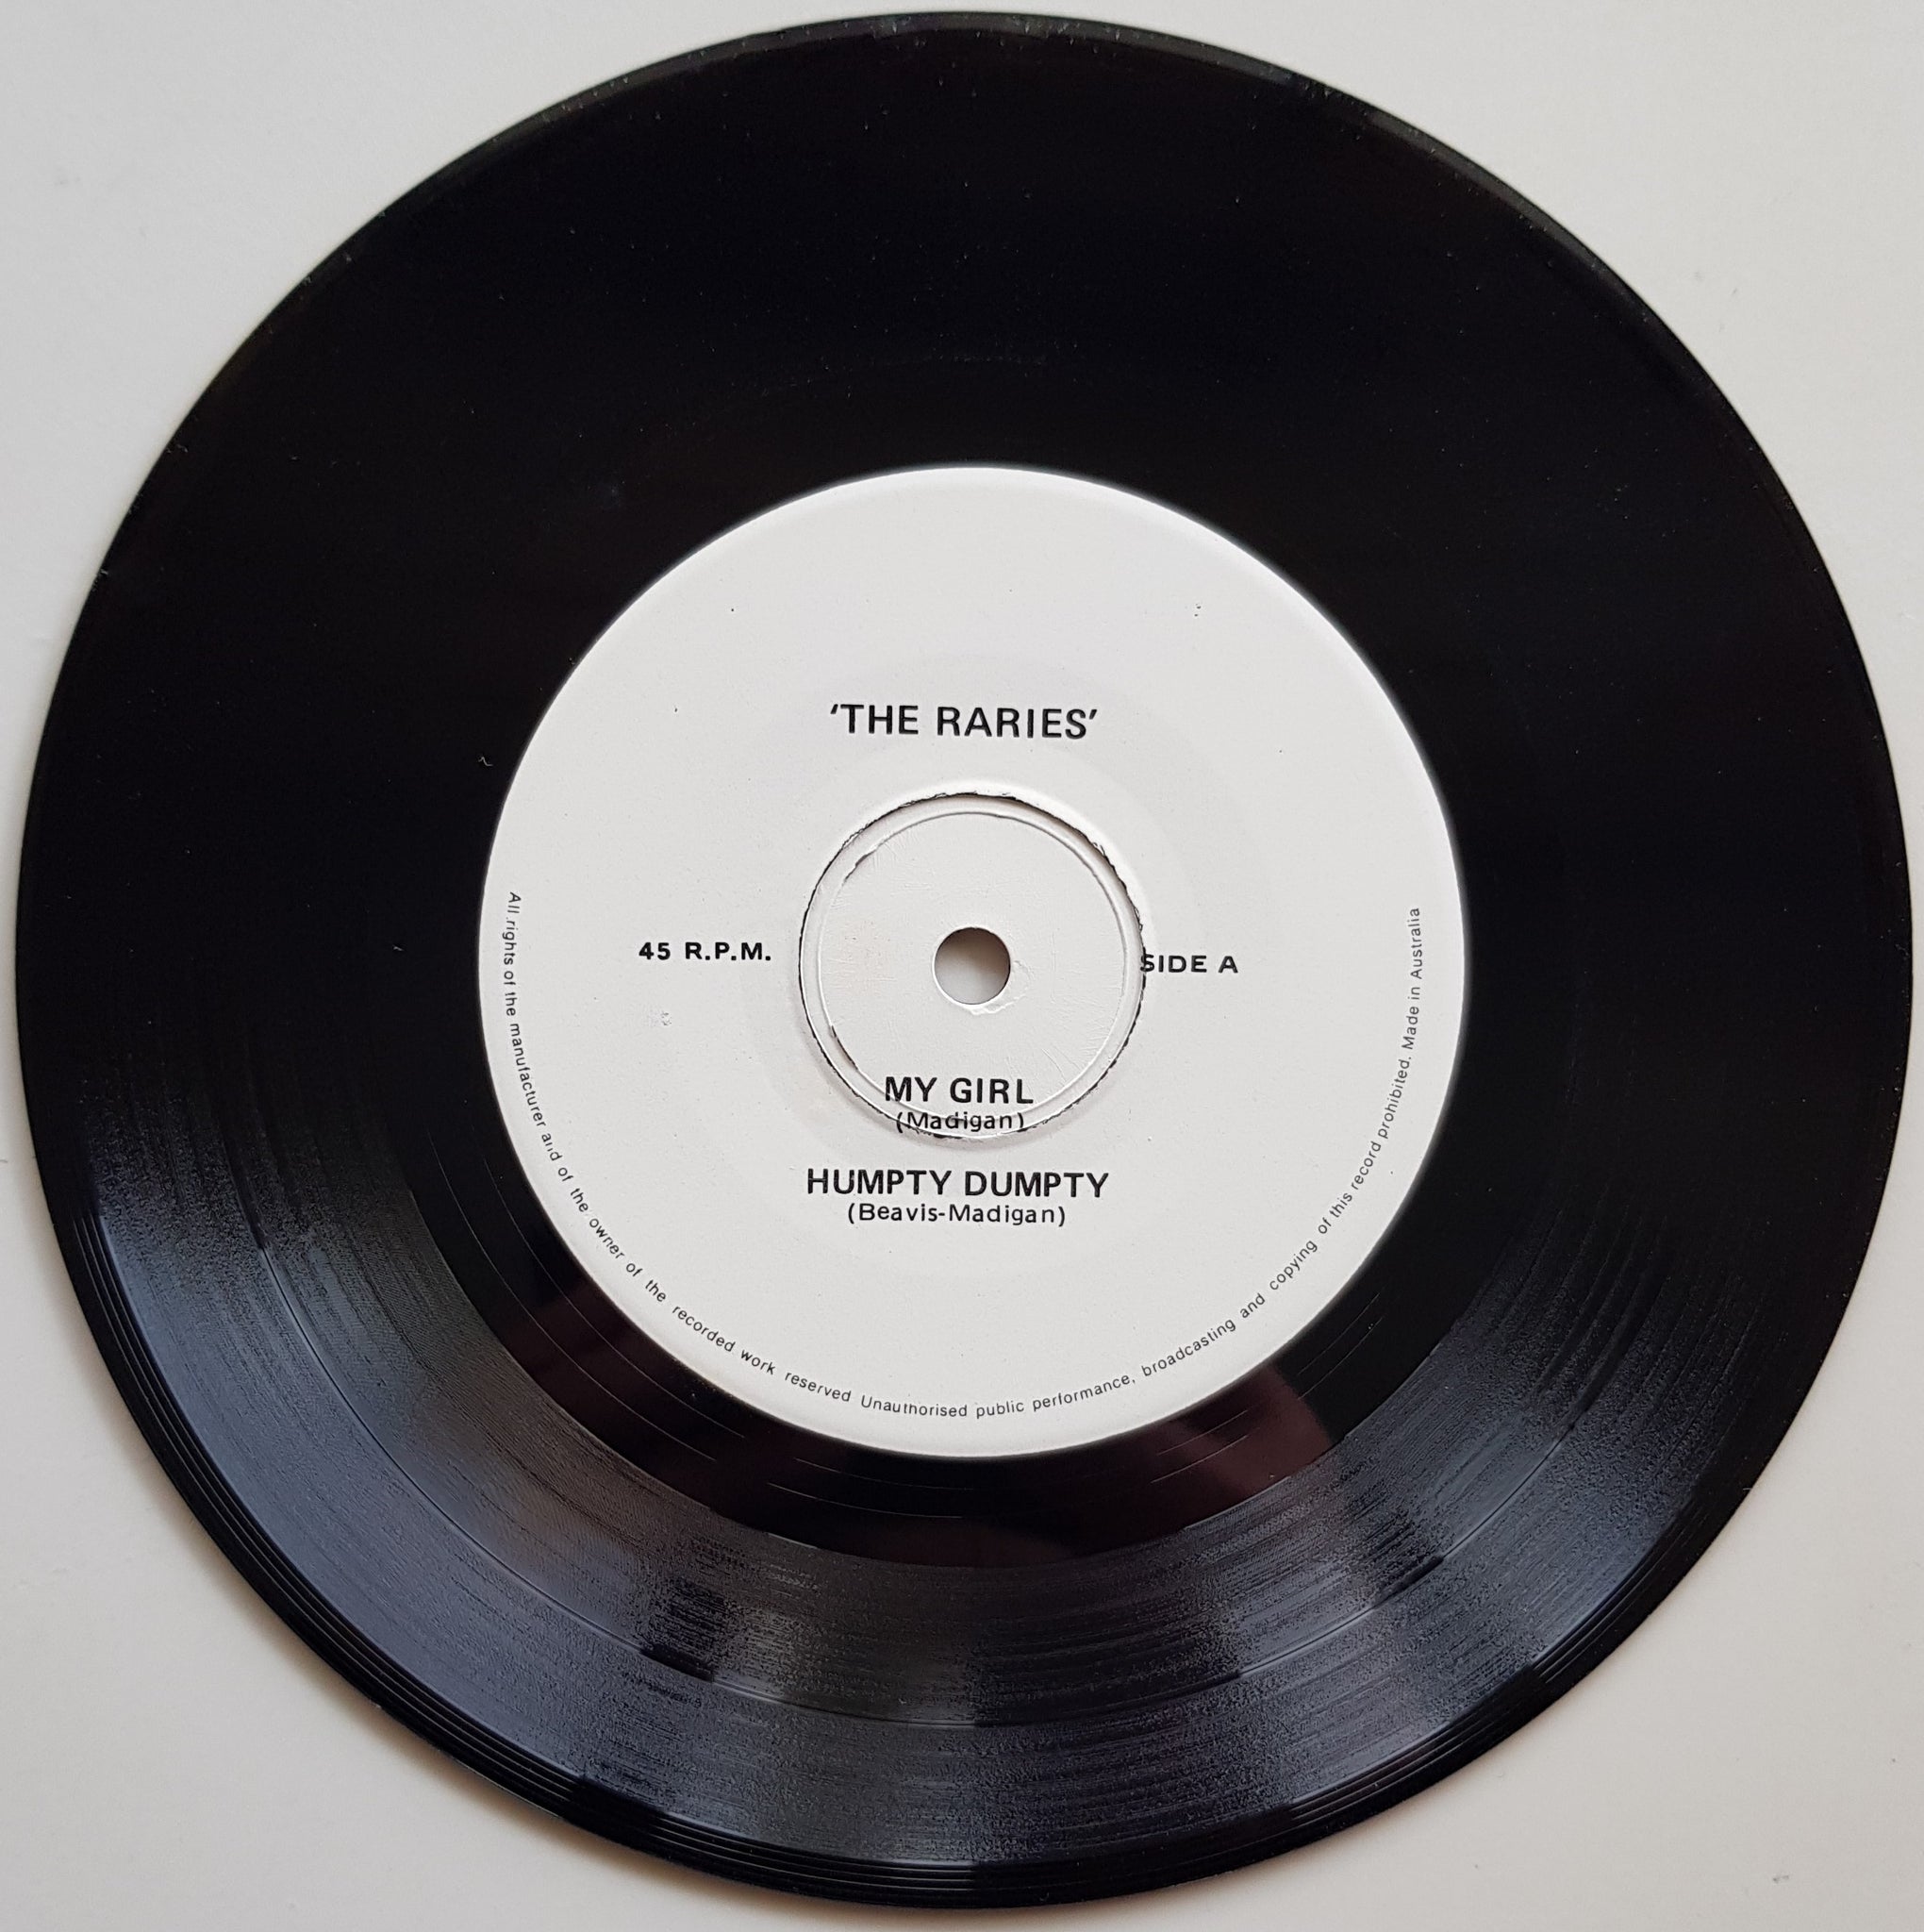 'THE RARIES'
45 R.P.M.
SIDE A
MY GIRL
(Madigan)
HUMPTY DUMPTY
(Beavis-Madigan)
All rights of the manufacturer and of the owner of the recorded work reserved Unauthorised public performance, broadcasting and copying of this record prohibited. Made in Australia